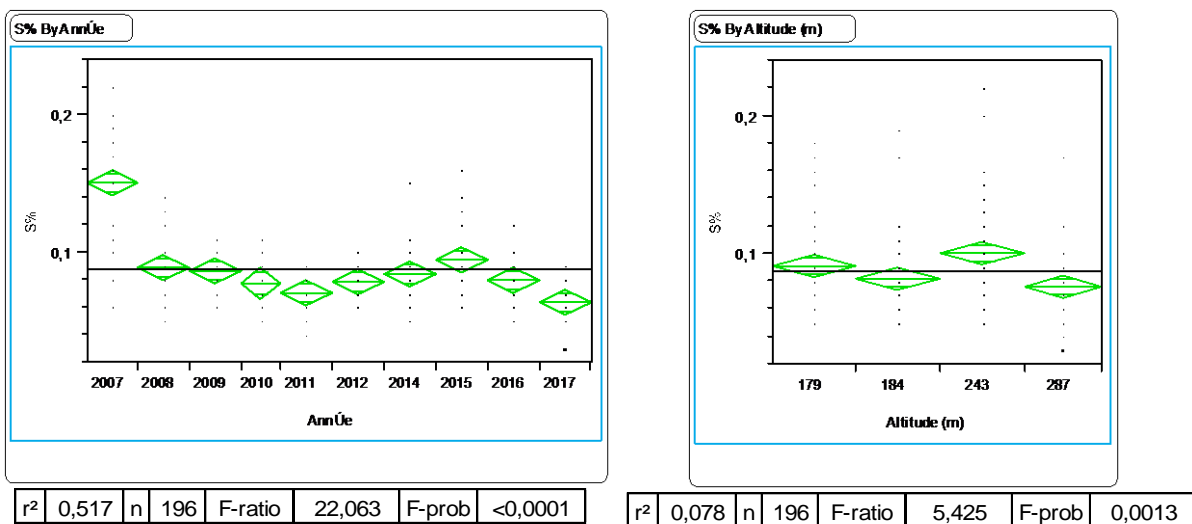 S% By AnnÚe
0,2
0,1
S%
2007 2008 2009 2010 2011 2012 2014 2015 2016 2017
AnnÚe
r² 0,517 n 196 F-ratio 22,063 F-prob <0,0001
S% By Altitude (m)
0,2
0,1
S%
179 184 243 287
Altitude (m)
r² 0,078 n 196 F-ratio 5,425 F-prob 0,0013